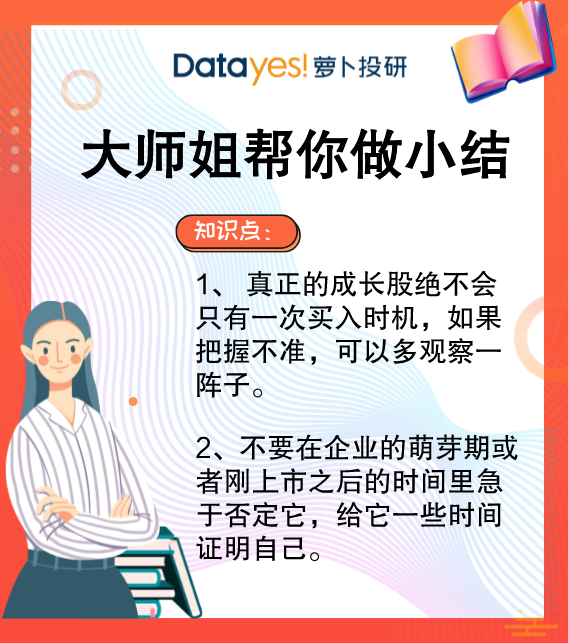 Datayes! 萝卜投研
大师姐帮你做小结
知识点：
1、 真正的成长股绝不会
只有一次买入时机，如果
把握不准，可以多观察一
阵子。
2、不要在企业的萌芽期或
者刚上市之后的时间里急
于否定它，给它一些时间
证明自己。